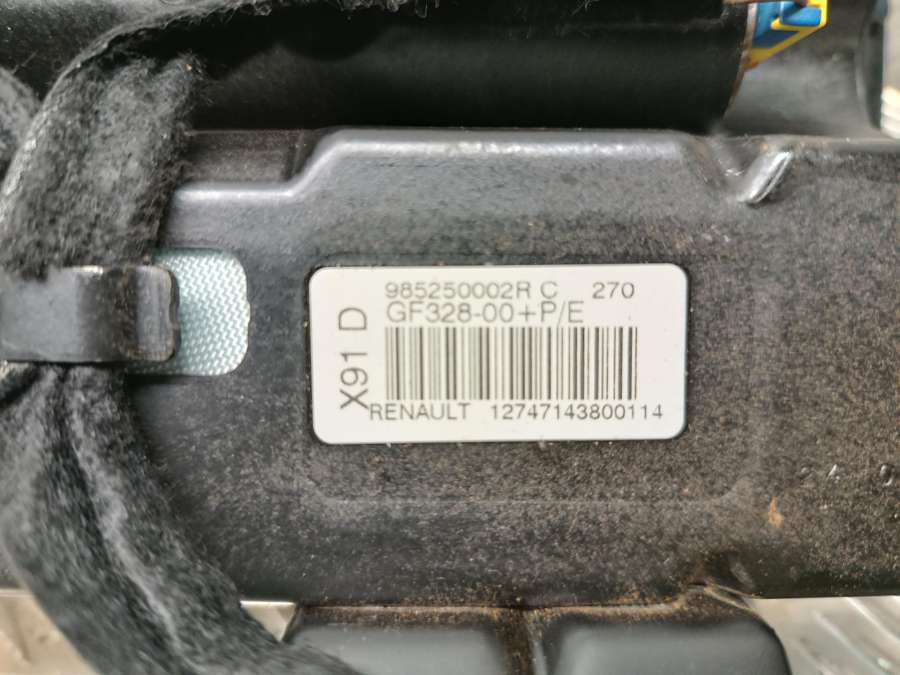 985250002R C 270
GF328-00+P/E
X91 D
RENAULT 12747143800114